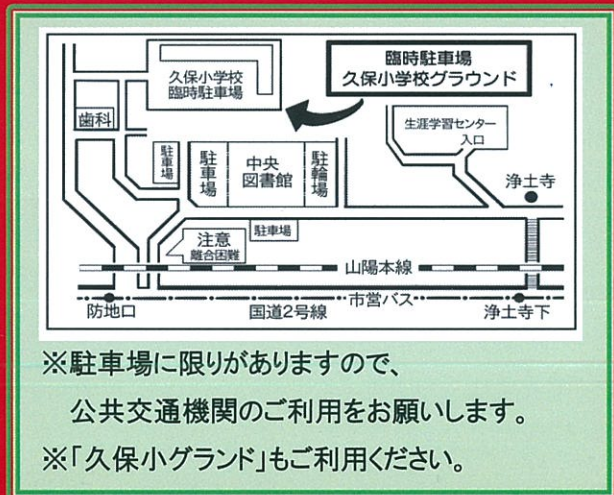 臨時駐車場
久保小学校グラウンド
久保小学校
臨時駐車場
歯科
生涯学習センター
入口
駐車場
駐車場
中央
図書館
駐輪場
浄土寺
注意
離合困難
駐車場
山陽本線
市営バス
防地口
国道2号線
浄土寺下
※駐車場に限りがありますので、
公共交通機関のご利用をお願いします。
※「久保小グランド」もご利用ください。